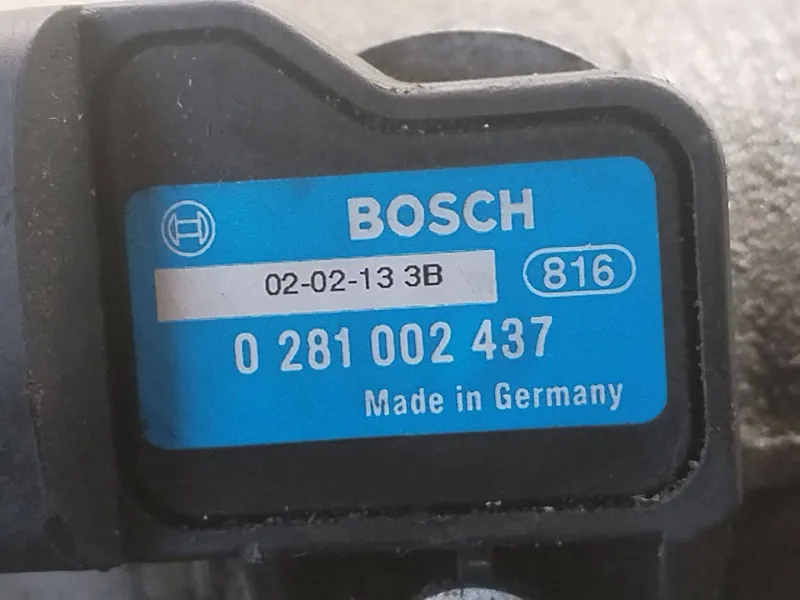 BOSCH
02-02-13 3B
816
0 281 002 437
Made in Germany